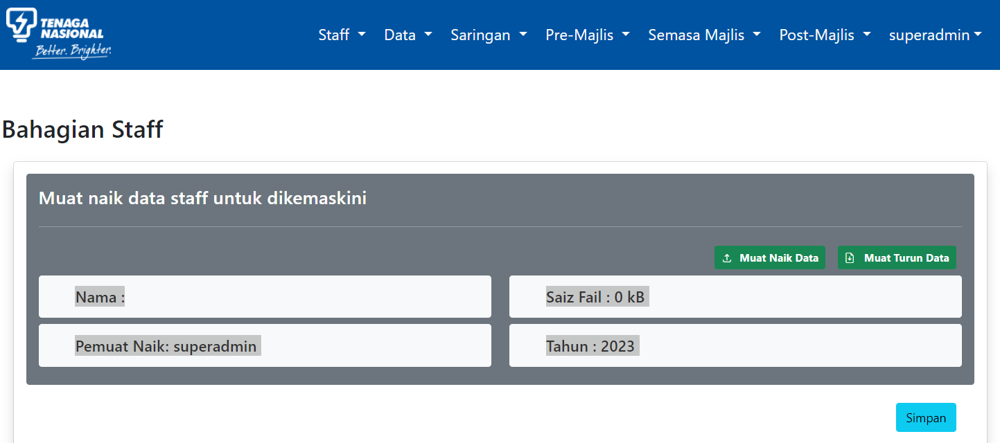 TENAGA
NASIONAL
Better. Brighter.
Staff Data Saringan Pre-Majlis Semasa Majlis Post-Majlis superadmin
Bahagian Staff
Muat naik data staff untuk dikemaskini
Muat Naik Data Muat Turun Data
Nama : Saiz Fail : 0 kB
Pemuat Naik: superadmin Tahun : 2023
Simpan